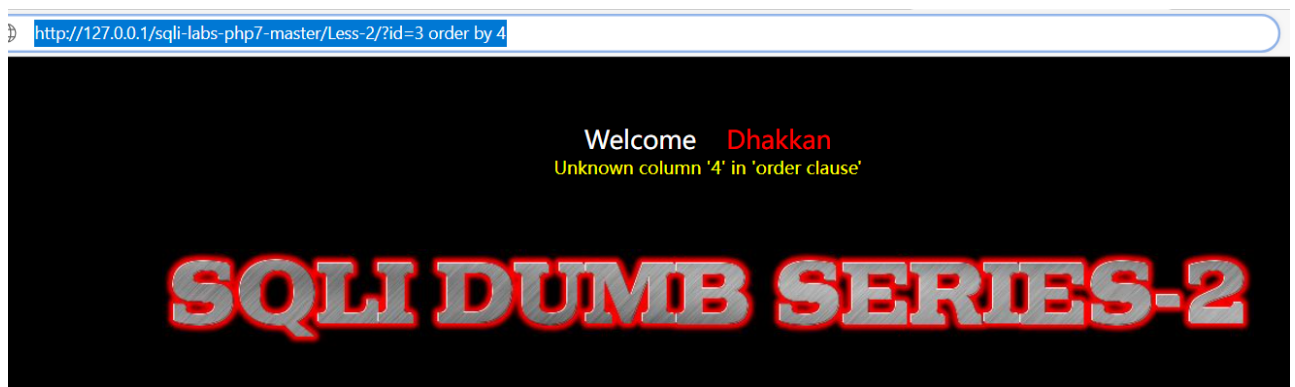 http://127.0.0.1/sqli-labs-php7-master/Less-2/?id=3 order by 4
Welcome Dhakkan
Unknown column '4' in 'order clause'
SQLI DUMB SERIES-2